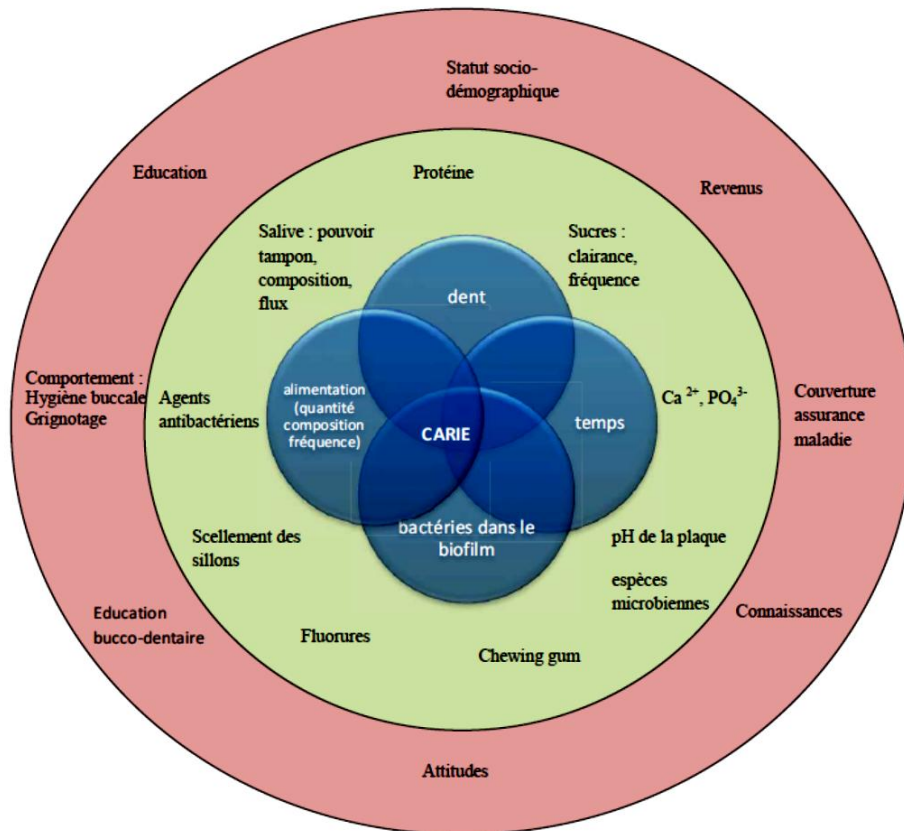 Statut socio-
démographique
Education
Protéine
Revenus
Salive : pouvoir
tampon,
composition,
flux
Sucres :
clairance,
fréquence
dent
Comportement :
Hygiène buccale
Grignotage
Agents
antibactériens
alimentation
(quantité
composition
fréquence)
CARIE
temps
Ca ²⁺, PO₄³⁻
Couverture
assurance
maladie
bactéries dans le
biofilm
Scellement des
sillons
pH de la plaque
espèces
microbiennes
Connaissances
Education
bucco-dentaire
Fluorures
Chewing gum
Attitudes